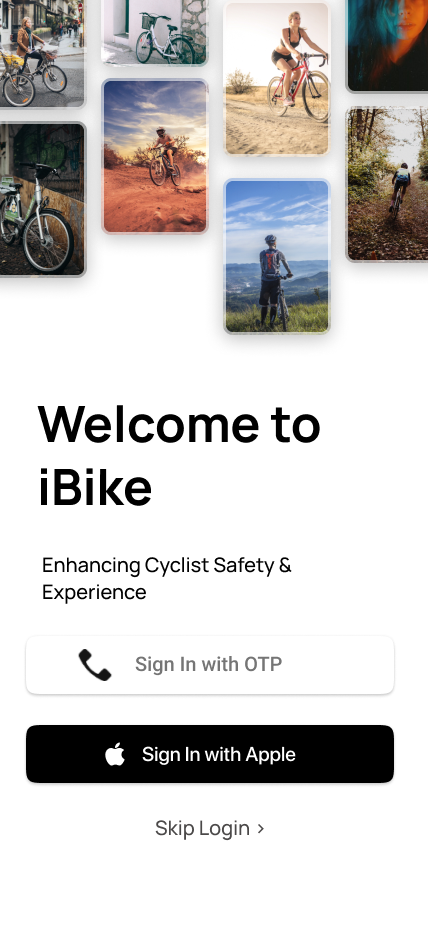 Welcome to
iBike
Enhancing Cyclist Safety &
Experience
Sign In with OTP
Sign In with Apple
Skip Login >